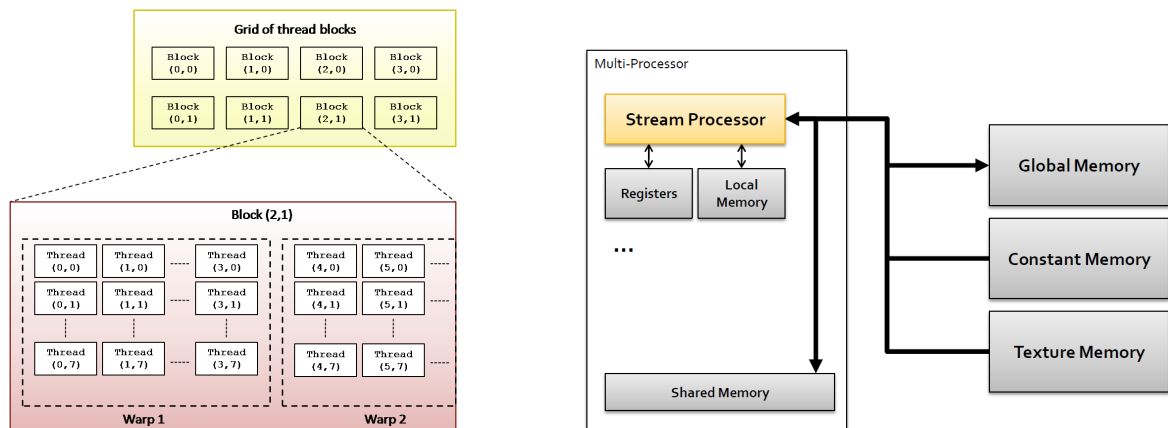 Grid of thread blocks
Block Block Block Block
(0,0) (1,0) (2,0) (3,0)
Block Block Block Block
(0,1) (1,1) (2,1) (3,1)
Block (2,1)
Thread Thread Thread
(0,0) (1,0) (3,0)
Thread Thread Thread
(0,1) (1,1) (3,1)
Thread Thread Thread
(0,7) (1,7) (3,7)
Warp 1
Thread Thread
(4,0) (5,0)
Thread Thread
(4,1) (5,1)
Thread Thread
(4,7) (5,7)
Warp 2
Multi-Processor
Stream Processor
Registers
Local
Memory
...
Shared Memory
Global Memory
Constant Memory
Texture Memory